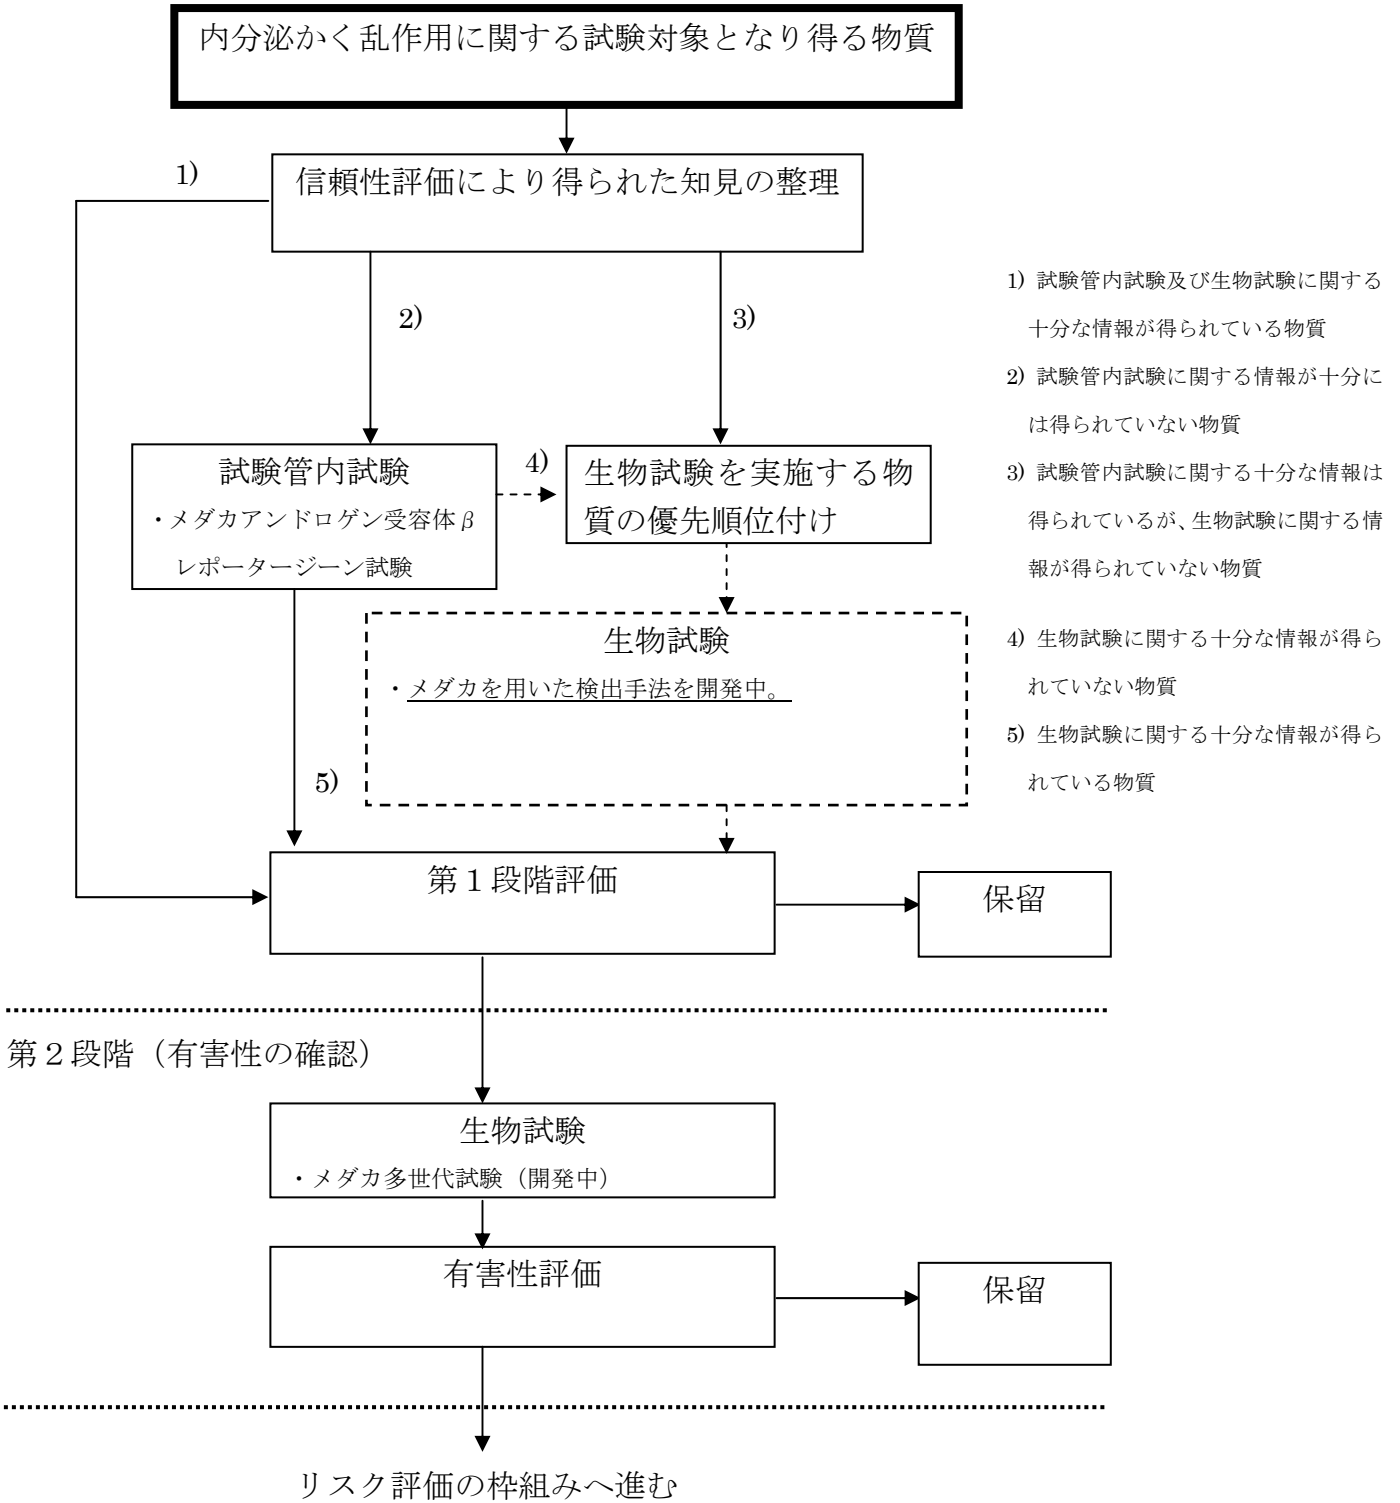 内分泌かく乱作用に関する試験対象となり得る物質
1)
信頼性評価により得られた知見の整理
2)
3)
1) 試験管内試験及び生物試験に関する
十分な情報が得られている物質
2) 試験管内試験に関する情報が十分に
は得られていない物質
3) 試験管内試験に関する十分な情報は
得られているが、生物試験に関する情
報が得られていない物質
4) 生物試験に関する十分な情報が得ら
れていない物質
5) 生物試験に関する十分な情報が得ら
れている物質
試験管内試験
・メダカアンドロゲン受容体β
レポータージーン試験
4)
生物試験を実施する物
質の優先順位付け
生物試験
・メダカを用いた検出手法を開発中。
5)
第１段階評価
保留
第２段階（有害性の確認）
生物試験
・メダカ多世代試験（開発中）
有害性評価
保留
リスク評価の枠組みへ進む